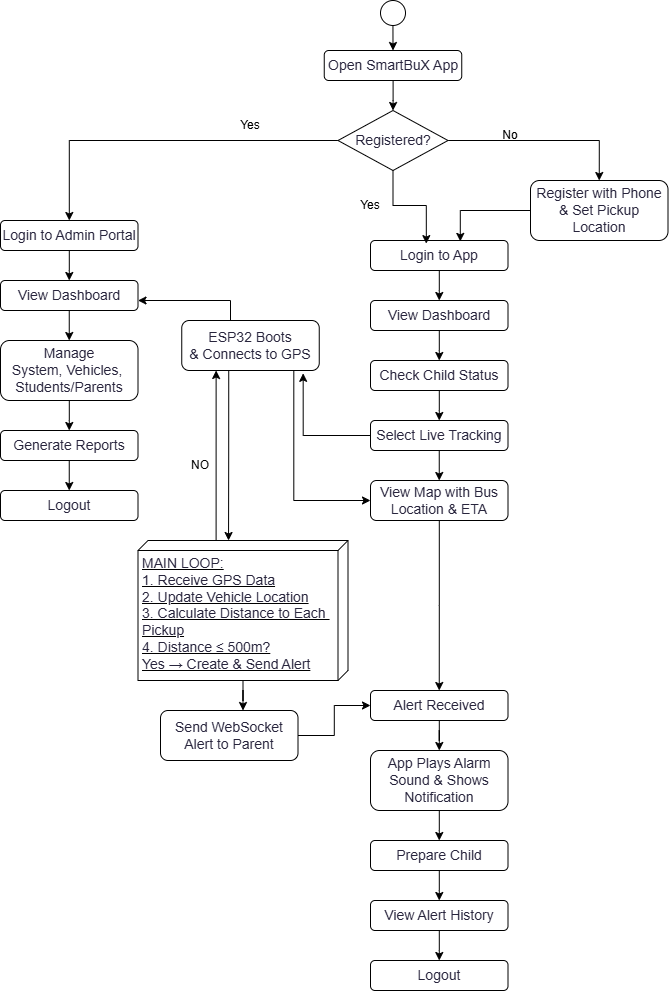 Open SmartBuX App
Registered?
Yes
No
Yes
Register with Phone
& Set Pickup
Location
Login to Admin Portal
Login to App
View Dashboard
View Dashboard
ESP32 Boots
& Connects to GPS
Manage
System, Vehicles,
Students/Parents
Check Child Status
Generate Reports
Select Live Tracking
NO
Logout
View Map with Bus
Location & ETA
MAIN LOOP:
1. Receive GPS Data
2. Update Vehicle Location
3. Calculate Distance to Each
Pickup
4. Distance ≤ 500m?
Yes → Create & Send Alert
Send WebSocket
Alert to Parent
Alert Received
App Plays Alarm
Sound & Shows
Notification
Prepare Child
View Alert History
Logout